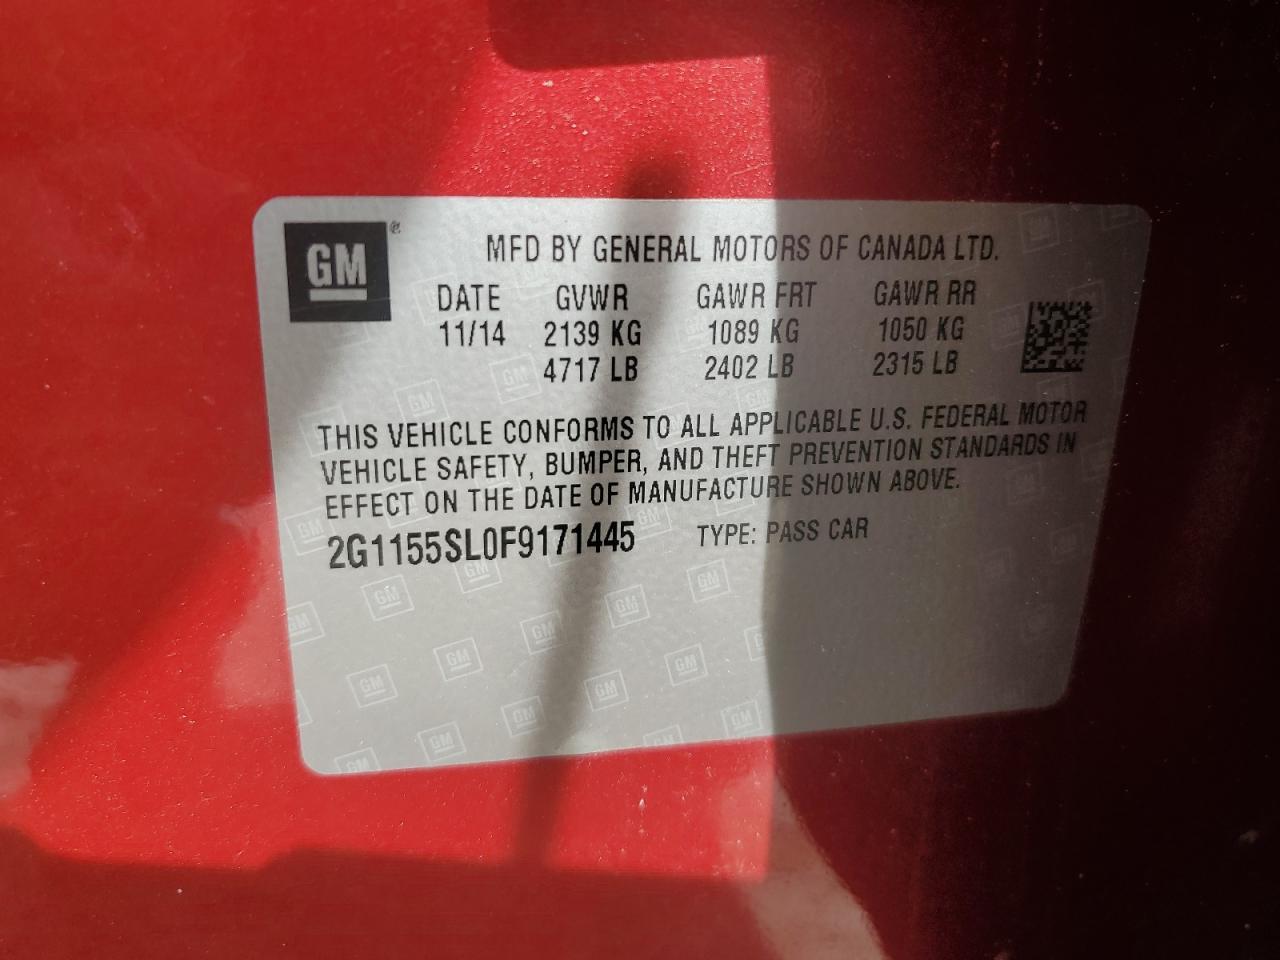 GM ®
MFD BY GENERAL MOTORS OF CANADA LTD.
DATE GVWR GAWR FRT GAWR RR
11/14 2139 KG 1089 KG 1050 KG
4717 LB 2402 LB 2315 LB
THIS VEHICLE CONFORMS TO ALL APPLICABLE U.S. FEDERAL MOTOR
VEHICLE SAFETY, BUMPER, AND THEFT PREVENTION STANDARDS IN
EFFECT ON THE DATE OF MANUFACTURE SHOWN ABOVE.
2G1155SL0F9171445 TYPE: PASS CAR